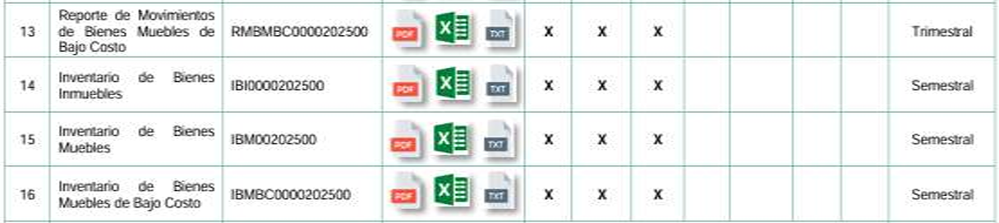 13 Reporte de Movimientos de Bienes Muebles de Bajo Costo RMBMBC0000202500 PDF X TXT X X X Trimestral
14 Inventario de Bienes Inmuebles IBI0000202500 PDF X TXT X X X Semestral
15 Inventario de Bienes Muebles IBM00202500 PDF X TXT X X X Semestral
16 Inventario de Bienes Muebles de Bajo Costo IBMBC0000202500 PDF X TXT X X X Semestral